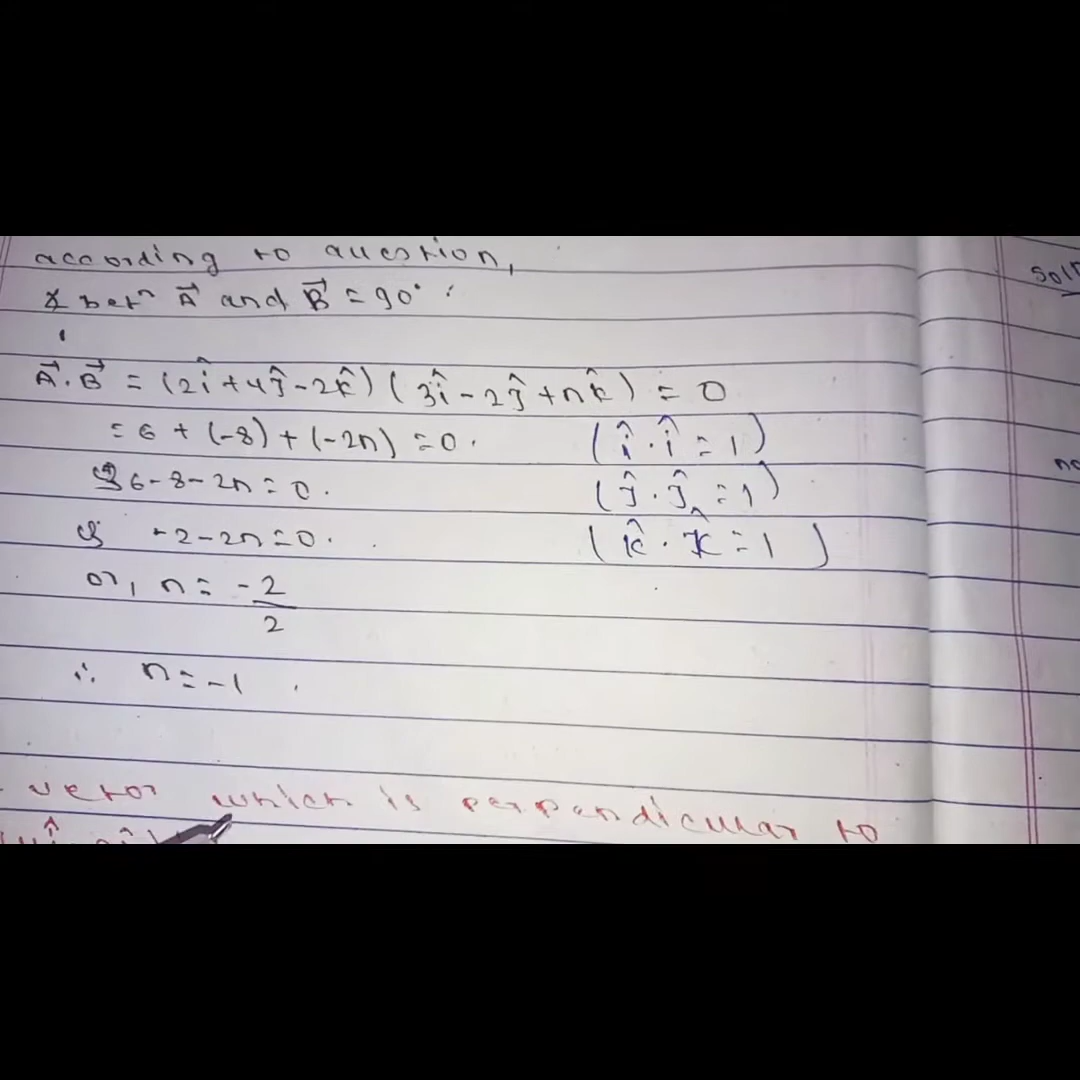 according to question,
∡ betⁿ A⃗ and B⃗ = 90° :
A⃗.B⃗ = (2î + 4ĵ - 2k̂) (3î - 2ĵ + nk̂) = 0
= 6 + (-8) + (-2n) = 0. (î · î = 1)
6 - 8 - 2n = 0. (ĵ · ĵ = 1)
-2 - 2n = 0. (k̂ · k̂ = 1)
or, n = -2/2
∴ n = -1.
vector which is perpendicular to
Solⁿ